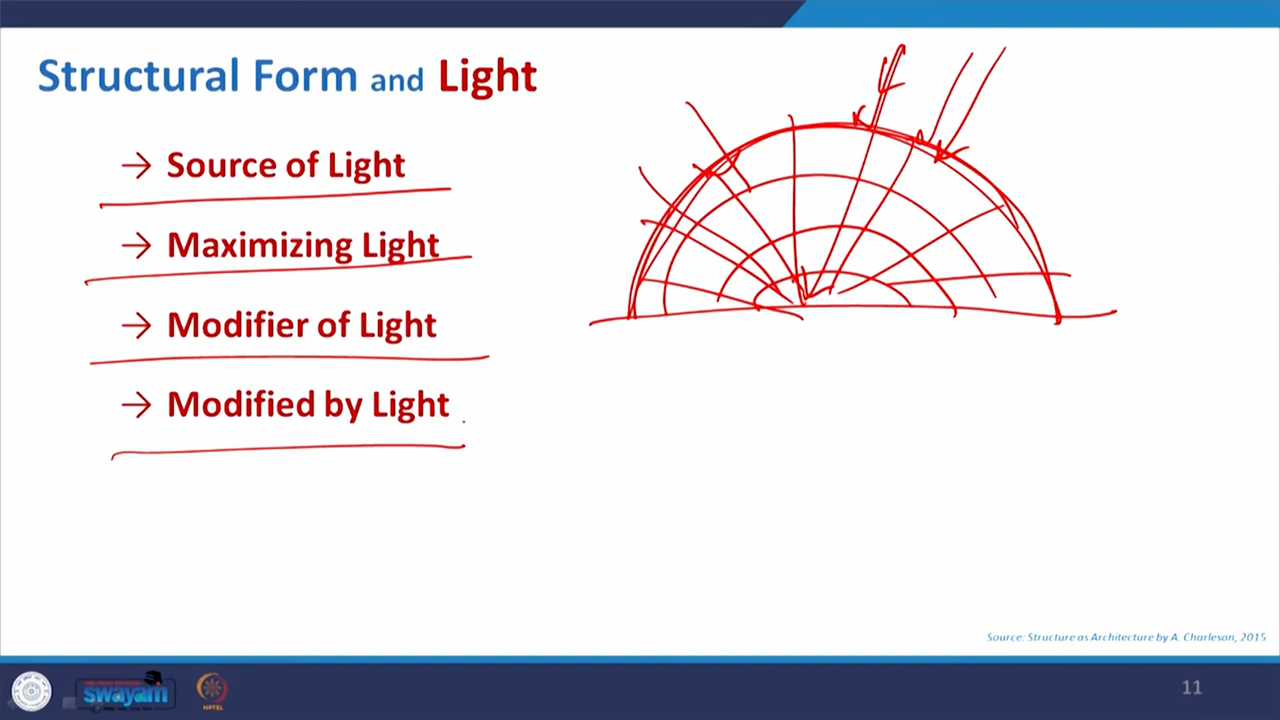 Structural Form and Light
→ Source of Light
→ Maximizing Light
→ Modifier of Light
→ Modified by Light
Source: Structure as Architecture by A. Charleson, 2015
swayam
NPTEL
11